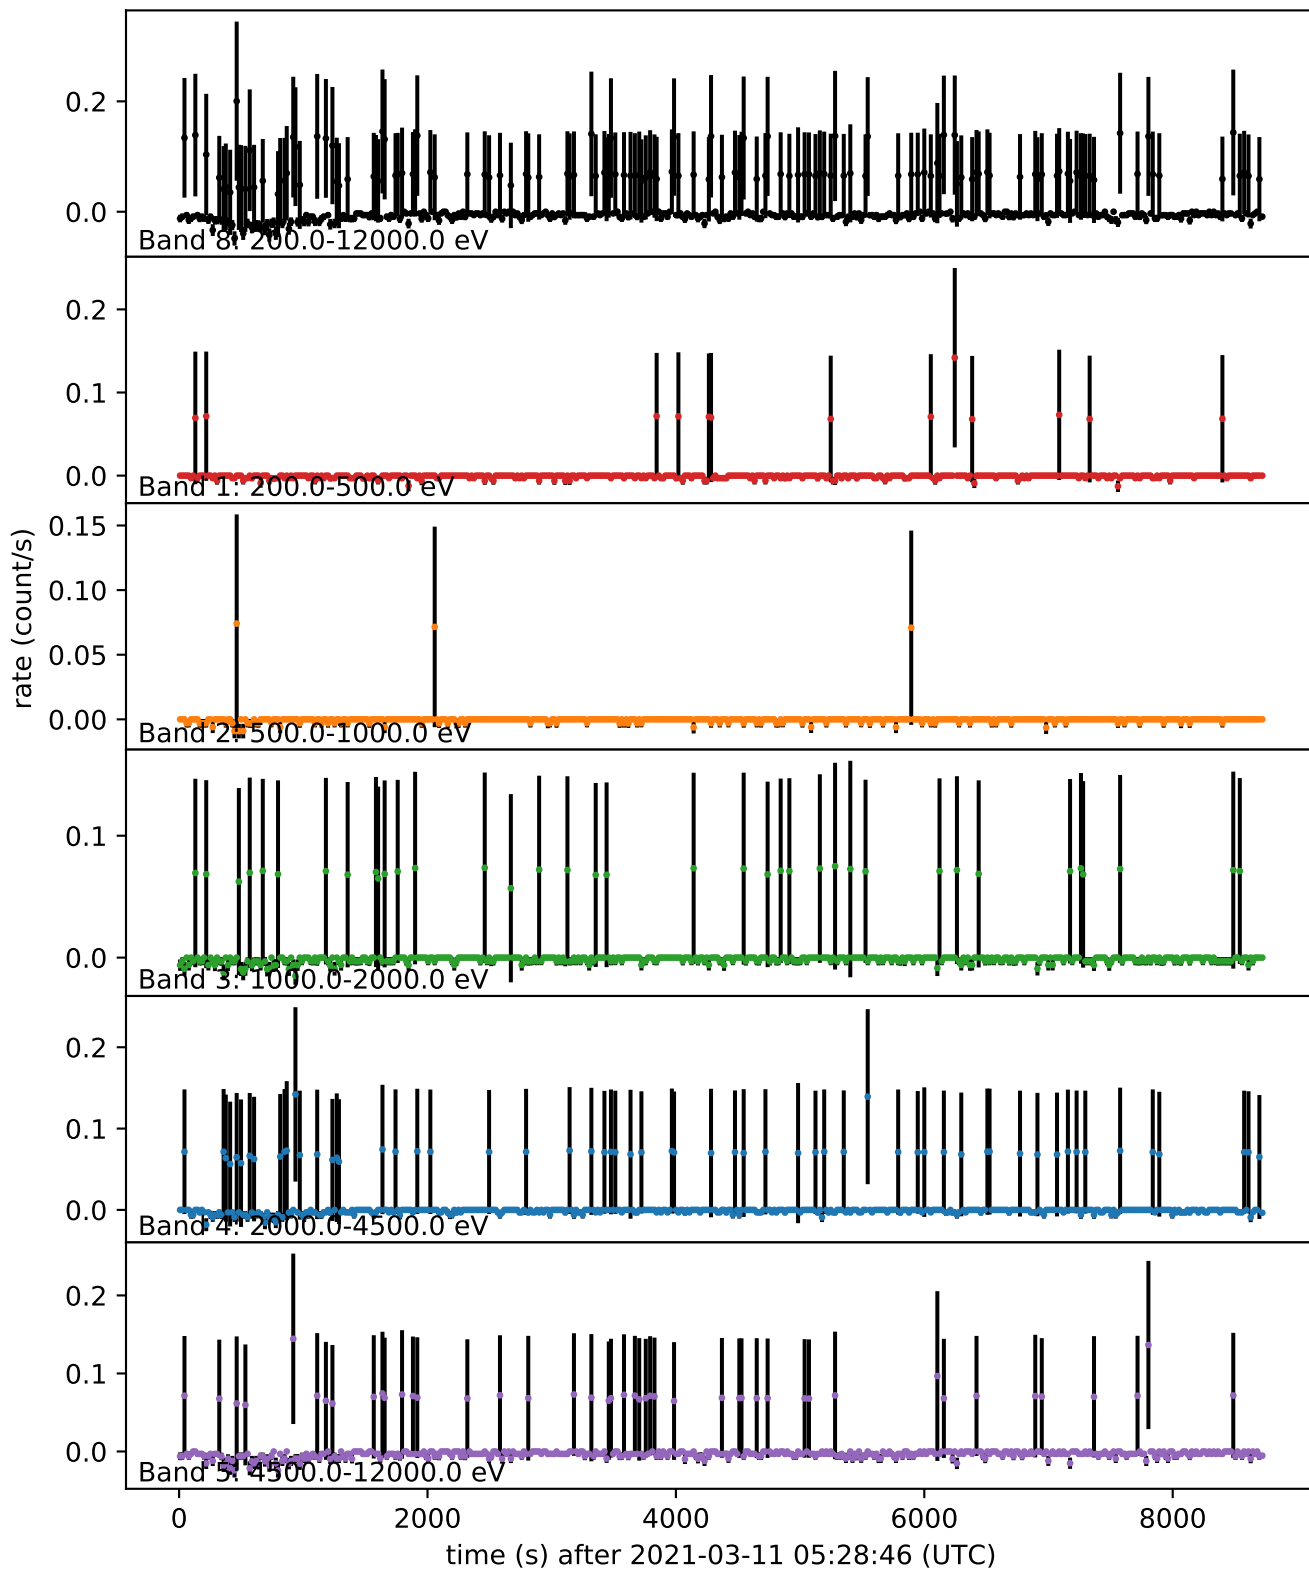 0.2
0.0
Band 8: 200.0-12000.0 eV
0.2
0.1
0.0
Band 1: 200.0-500.0 eV
rate (count/s)
0.15
0.10
0.05
0.00
Band 2: 500.0-1000.0 eV
0.1
0.0
Band 3: 1000.0-2000.0 eV
0.2
0.1
0.0
Band 4: 2000.0-4500.0 eV
0.2
0.1
0.0
Band 5: 4500.0-12000.0 eV
0 2000 4000 6000 8000
time (s) after 2021-03-11 05:28:46 (UTC)